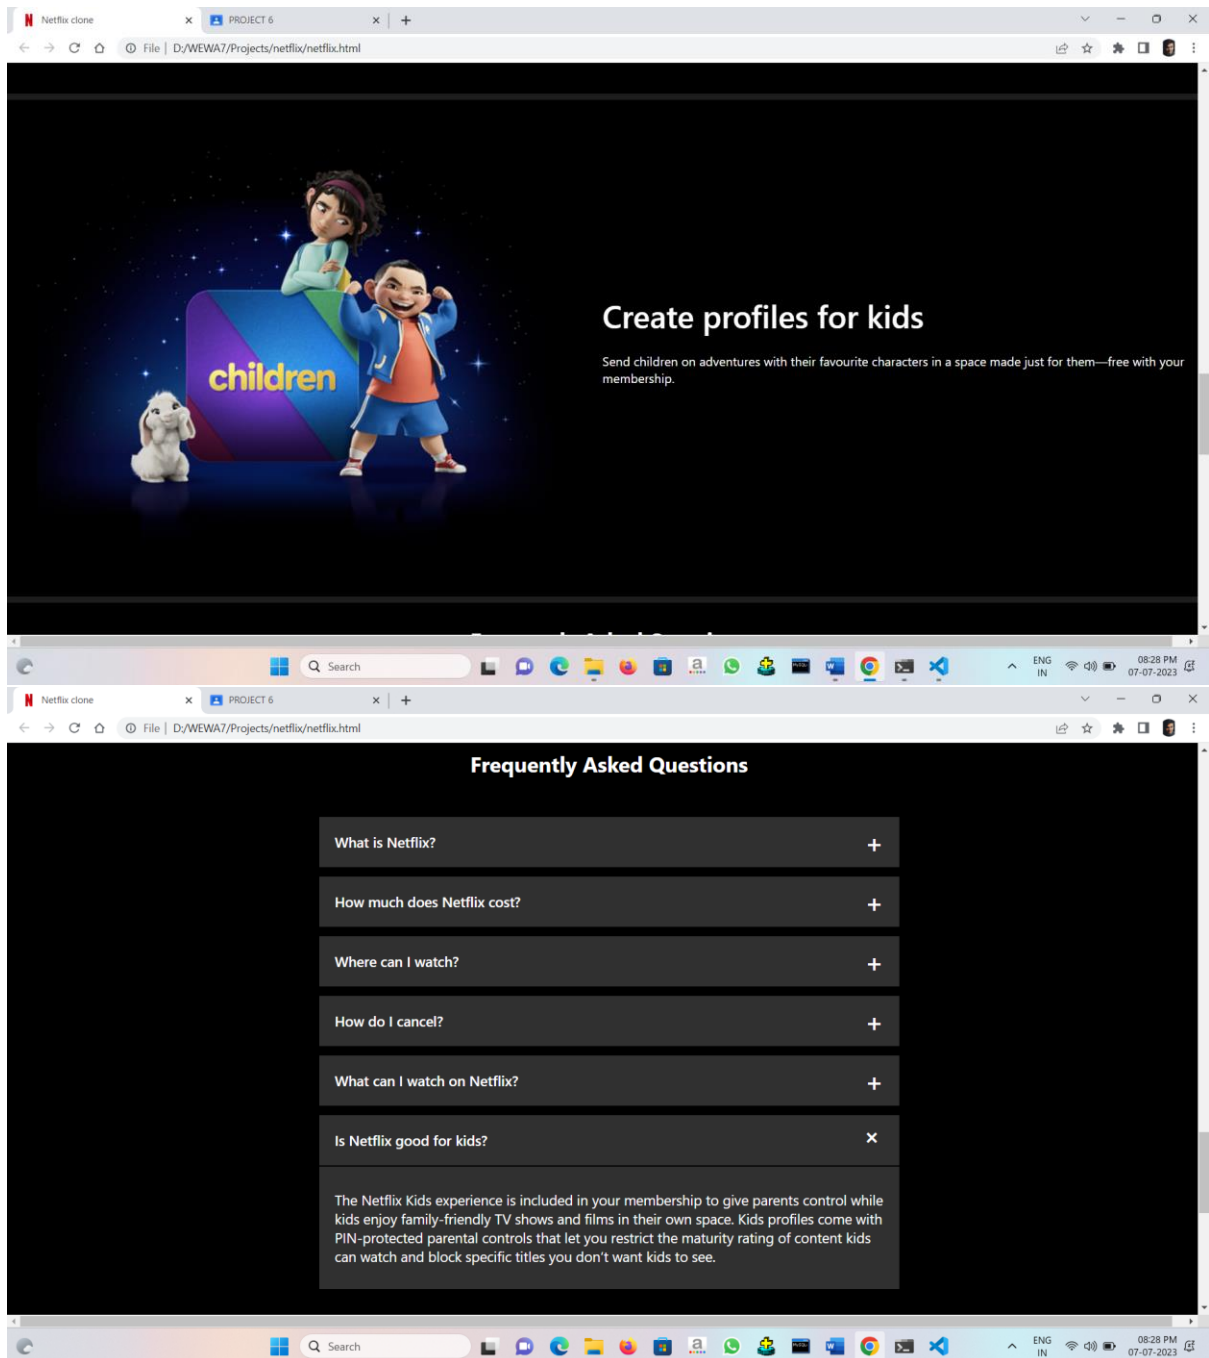 Netflix clone
PROJECT 6
File | D:/WEWA7/Projects/netflix/netflix.html
children
Create profiles for kids
Send children on adventures with their favourite characters in a space made just for them—free with your
membership.
Search
ENG
IN
08:28 PM
07-07-2023
Netflix clone
PROJECT 6
File | D:/WEWA7/Projects/netflix/netflix.html
Frequently Asked Questions
What is Netflix?
How much does Netflix cost?
Where can I watch?
How do I cancel?
What can I watch on Netflix?
Is Netflix good for kids?
The Netflix Kids experience is included in your membership to give parents control while
kids enjoy family-friendly TV shows and films in their own space. Kids profiles come with
PIN-protected parental controls that let you restrict the maturity rating of content kids
can watch and block specific titles you don’t want kids to see.
Search
ENG
IN
08:28 PM
07-07-2023